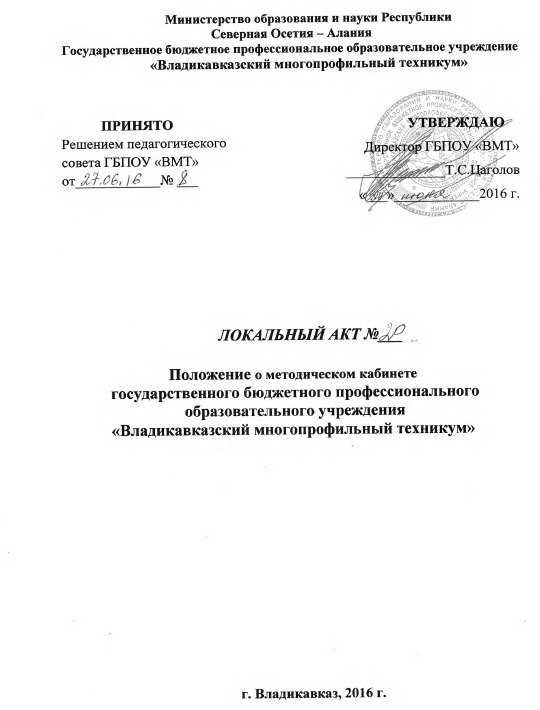 Министерство образования и науки Республики
Северная Осетия – Алания
Государственное бюджетное профессиональное образовательное учреждение
«Владикавказский многопрофильный техникум»
ПРИНЯТО
Решением педагогического
совета ГБПОУ «ВМТ»
от 27.06.16 № 8
УТВЕРЖДАЮ
Директор ГБПОУ «ВМТ»
Т.С.Цаголов
июня 2016 г.
ЛОКАЛЬНЫЙ АКТ № 20
Положение о методическом кабинете
государственного бюджетного профессионального
образовательного учреждения
«Владикавказский многопрофильный техникум»
г. Владикавказ, 2016 г.